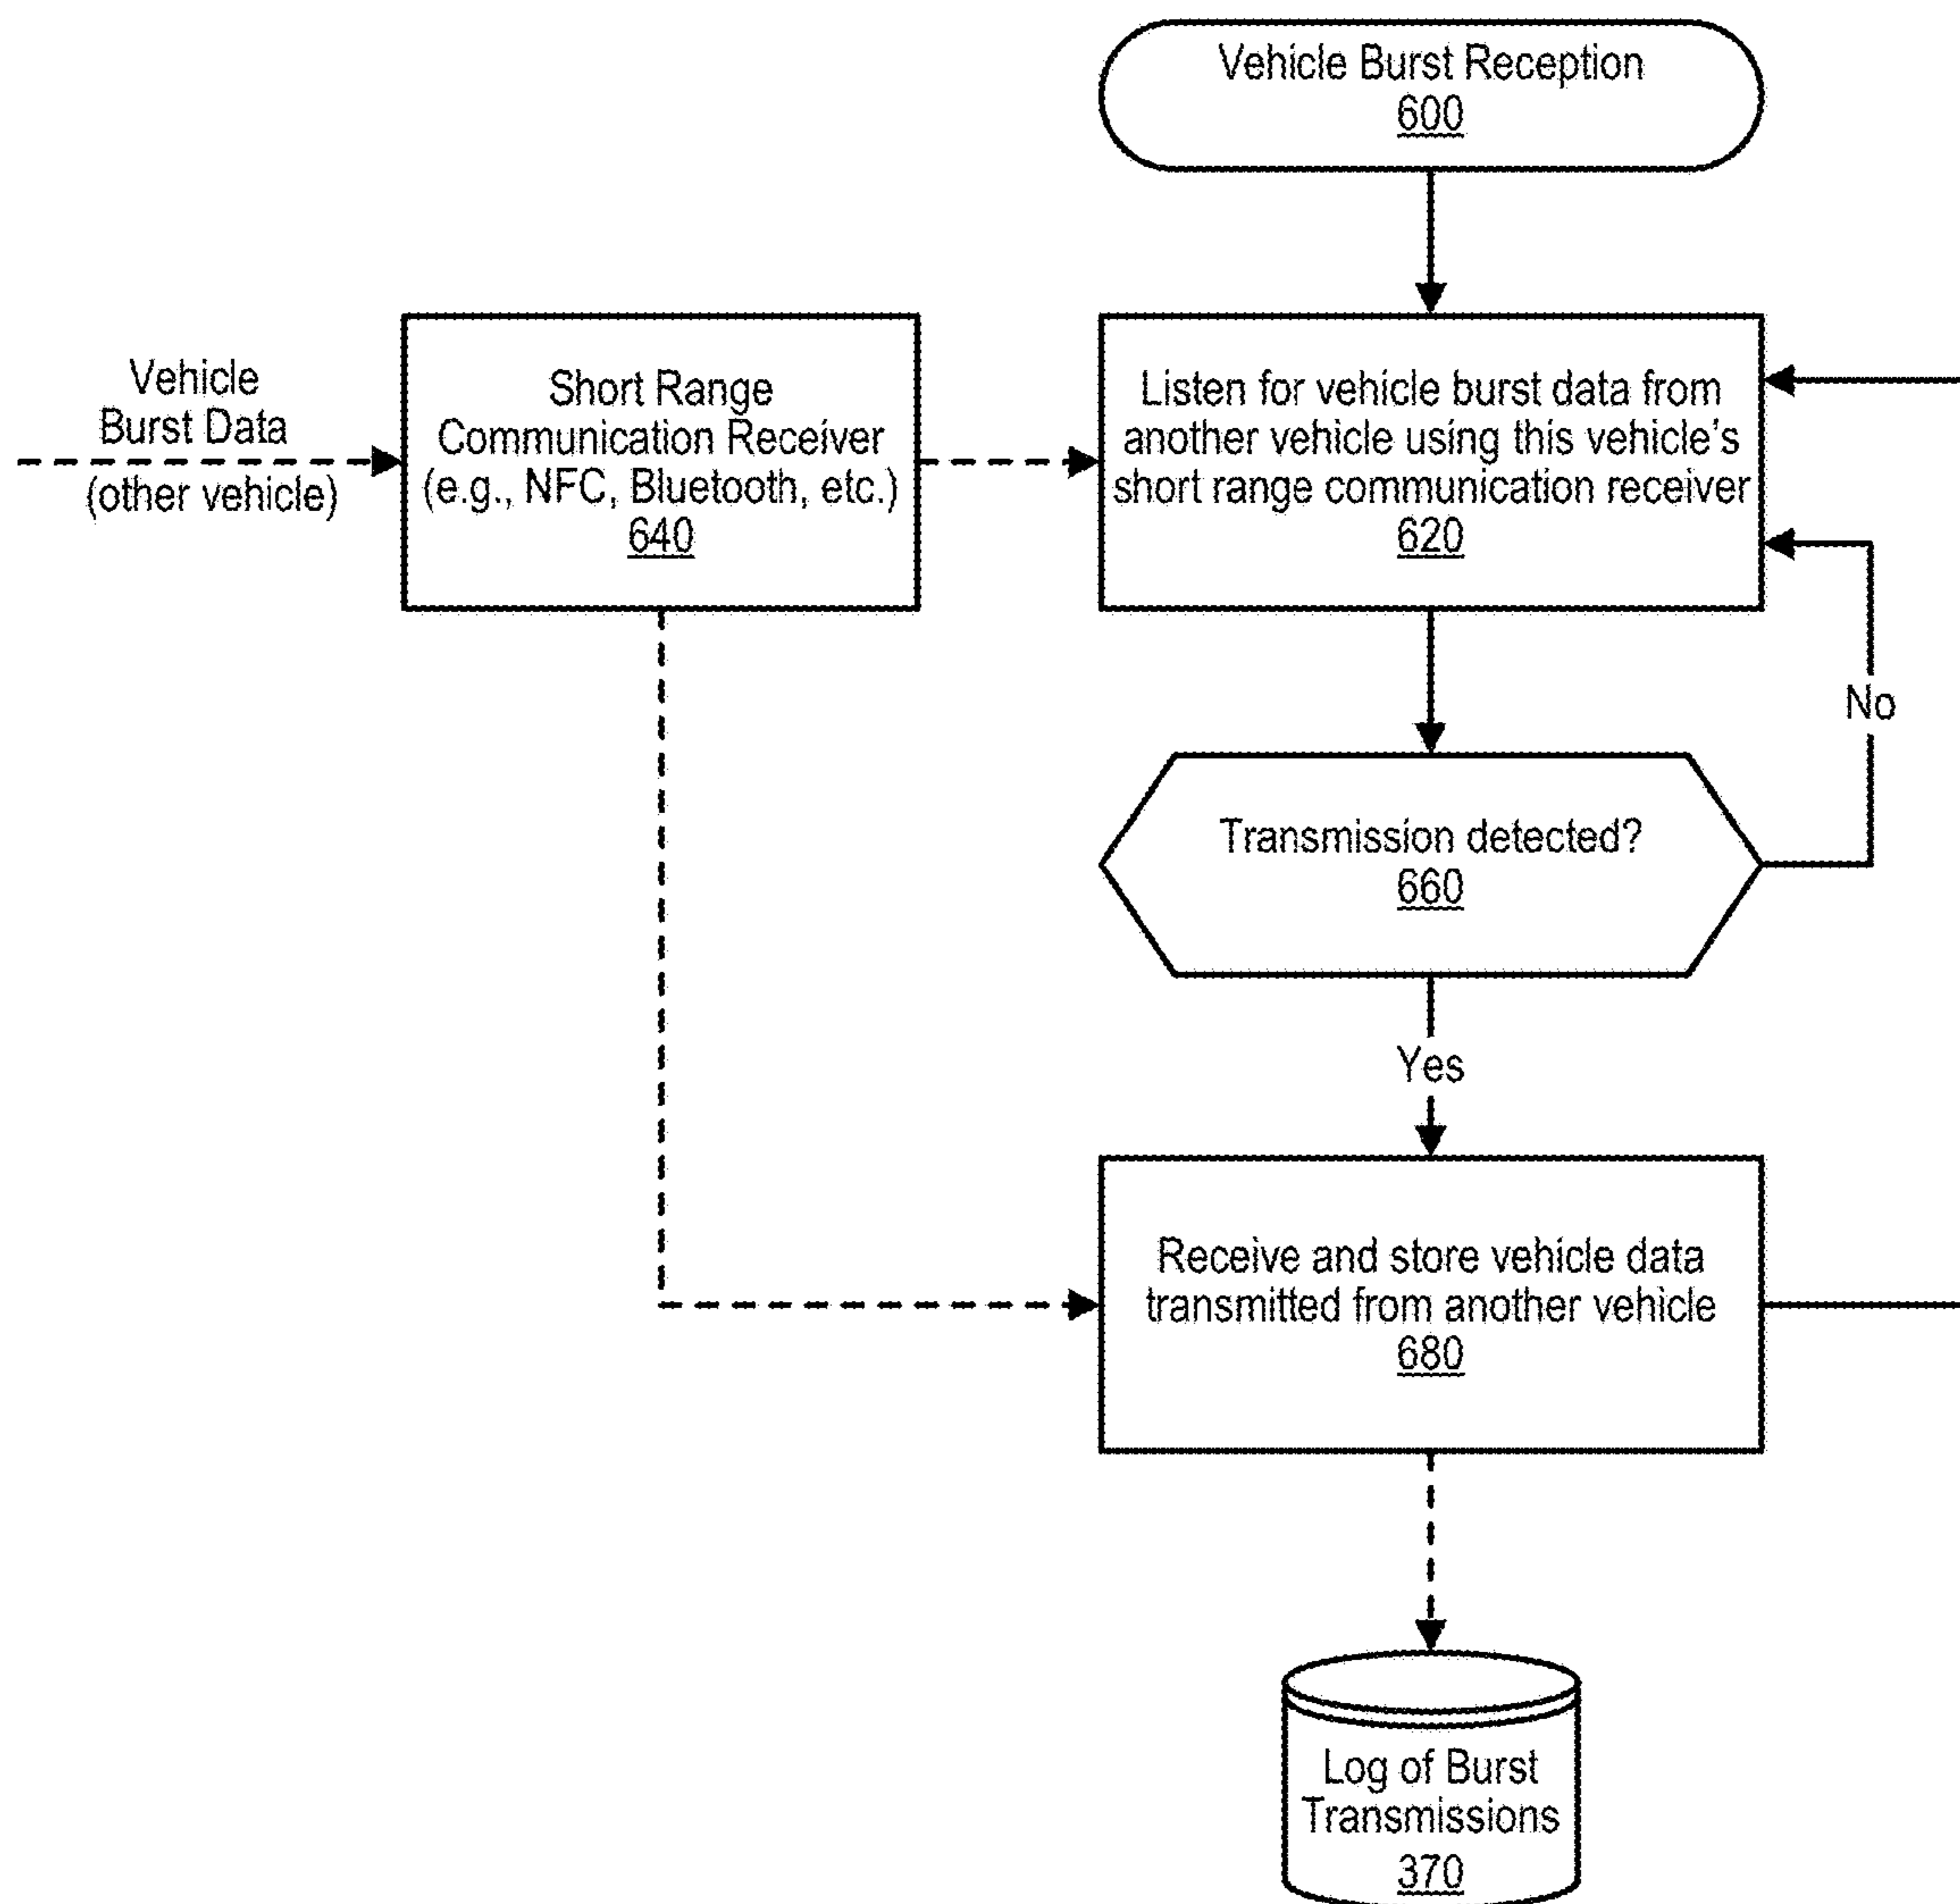 Vehicle Burst Reception
600
Vehicle
Burst Data
(other vehicle)
Short Range
Communication Receiver
(e.g., NFC, Bluetooth, etc.)
640
Listen for vehicle burst data from
another vehicle using this vehicle's
short range communication receiver
620
No
Transmission detected?
660
Yes
Receive and store vehicle data
transmitted from another vehicle
680
Log of Burst
Transmissions
370